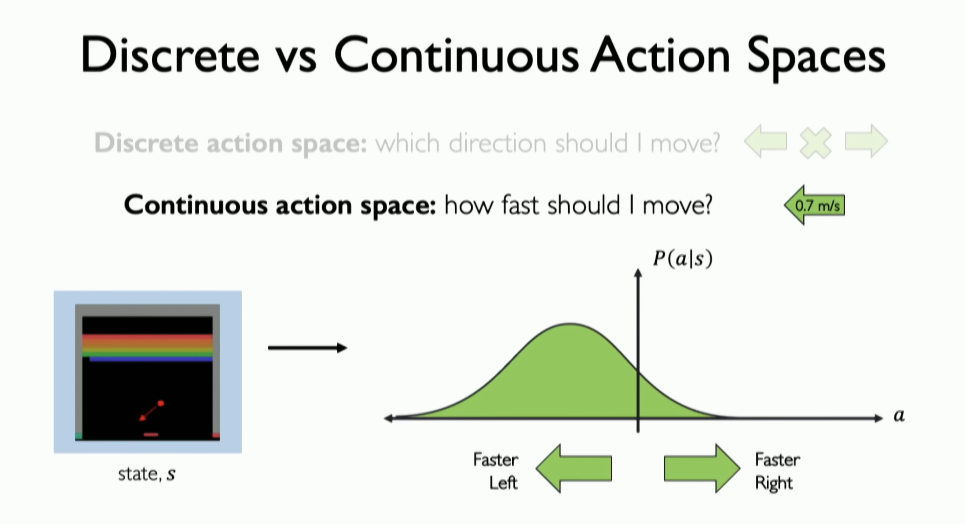 Discrete vs Continuous Action Spaces
Discrete action space: which direction should I move?
Continuous action space: how fast should I move?
0.7 m/s
P(a|s)
a
state, s
Faster
Left
Faster
Right